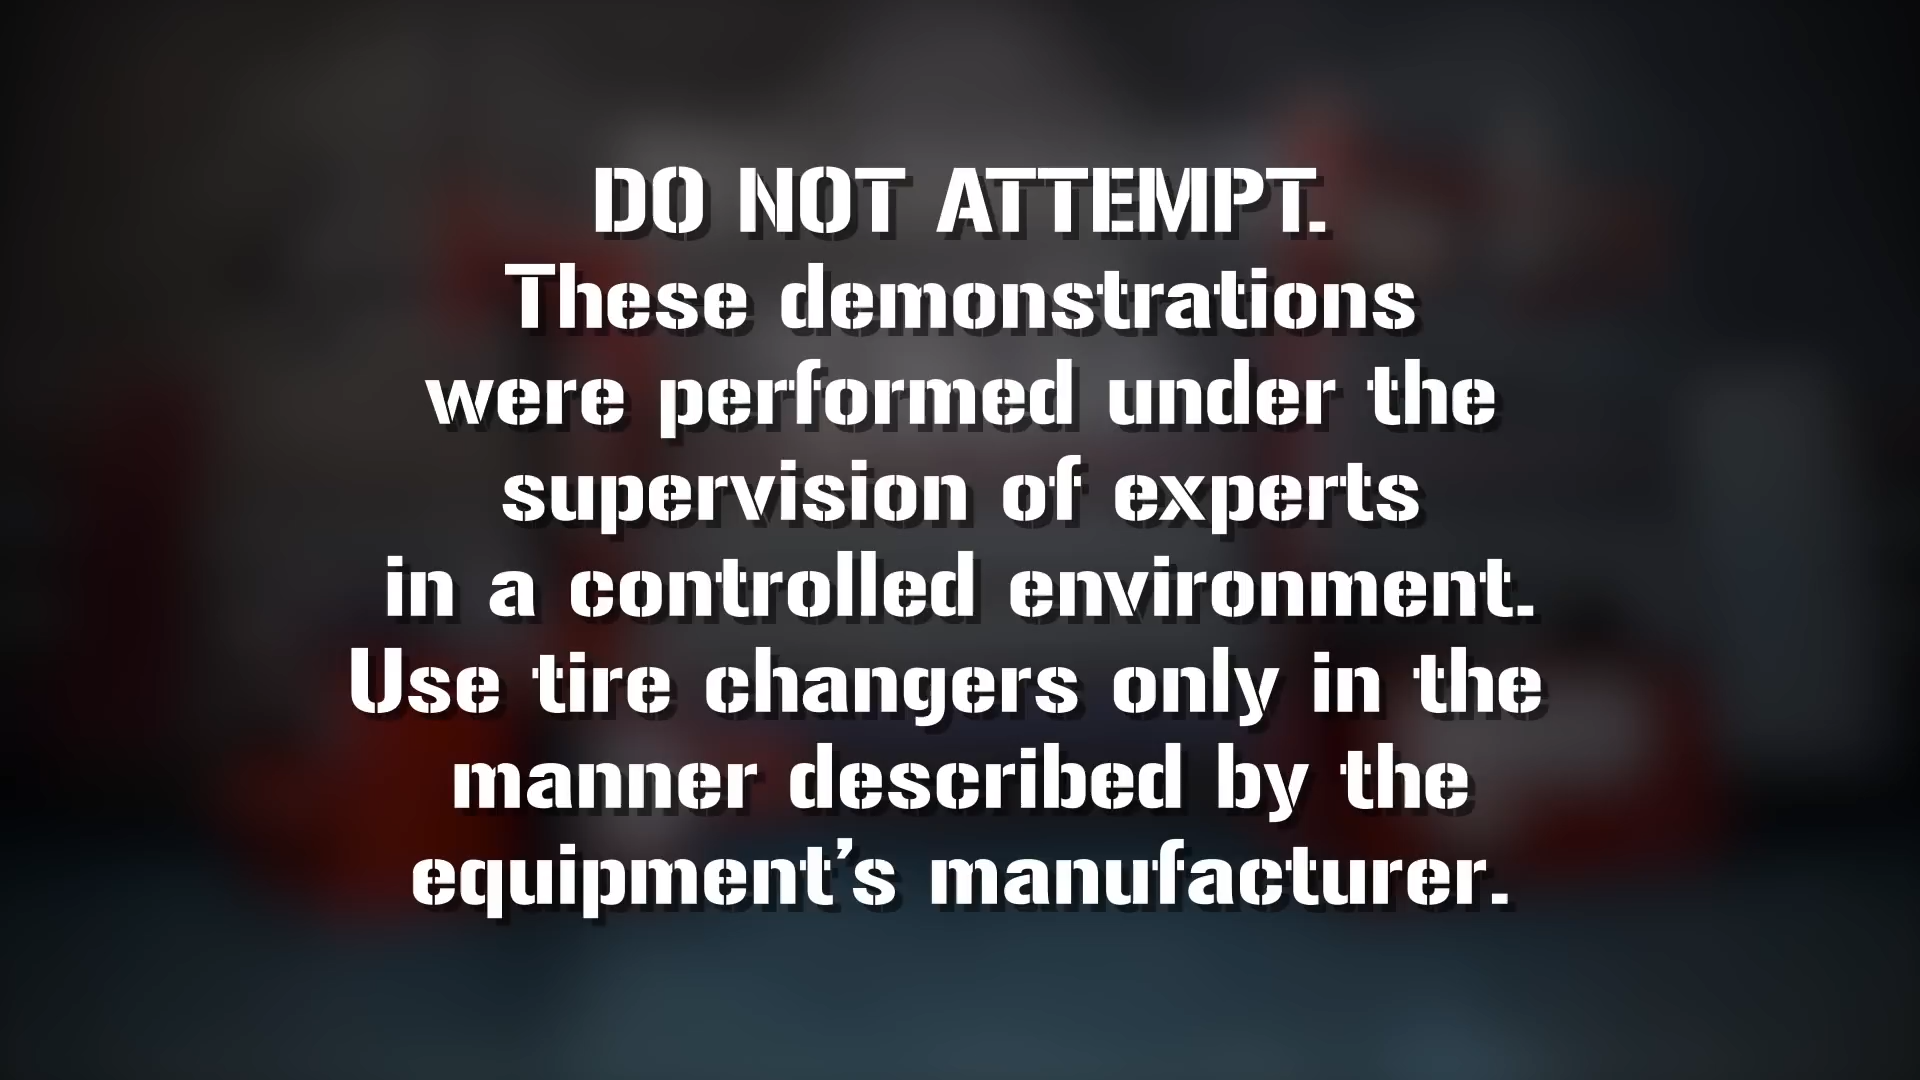 DO NOT ATTEMPT.
These demonstrations
were performed under the
supervision of experts
in a controlled environment.
Use tire changers only in the
manner described by the
equipment’s manufacturer.